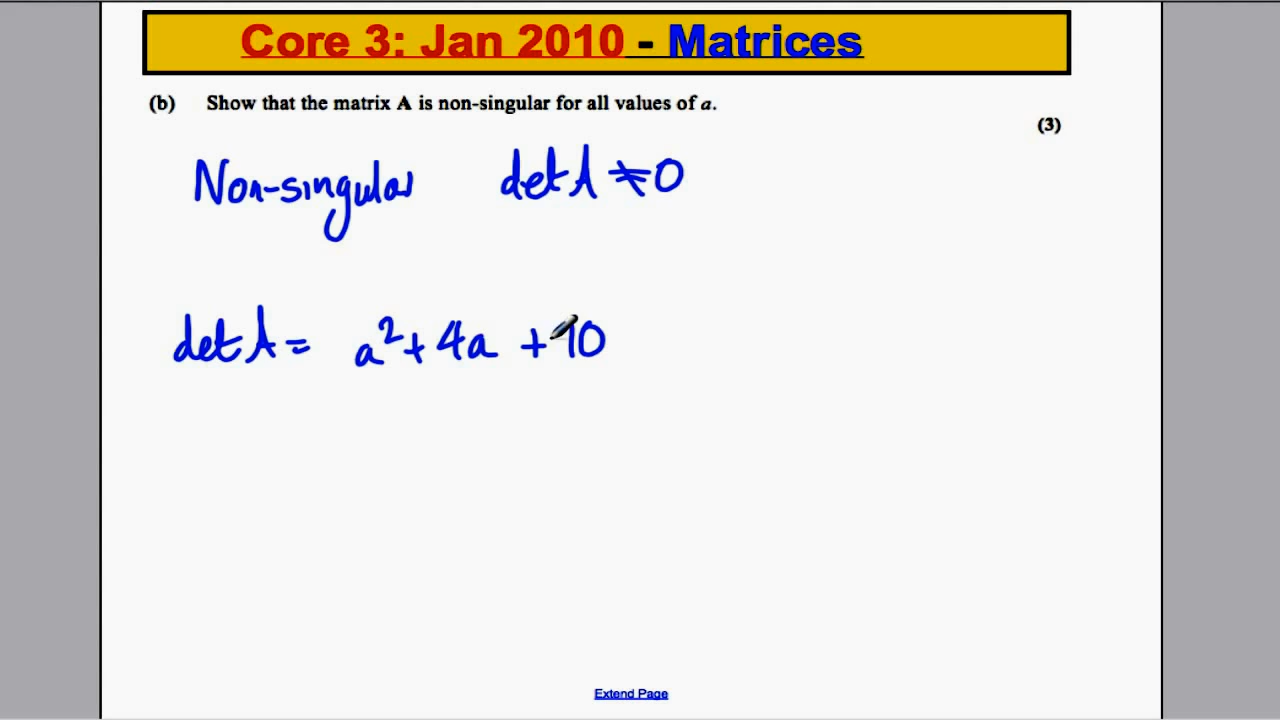 Core 3: Jan 2010 - Matrices
(b) Show that the matrix A is non-singular for all values of a.
(3)
Non-singular det A ≠ 0
det A = a² + 4a + 10
Extend Page